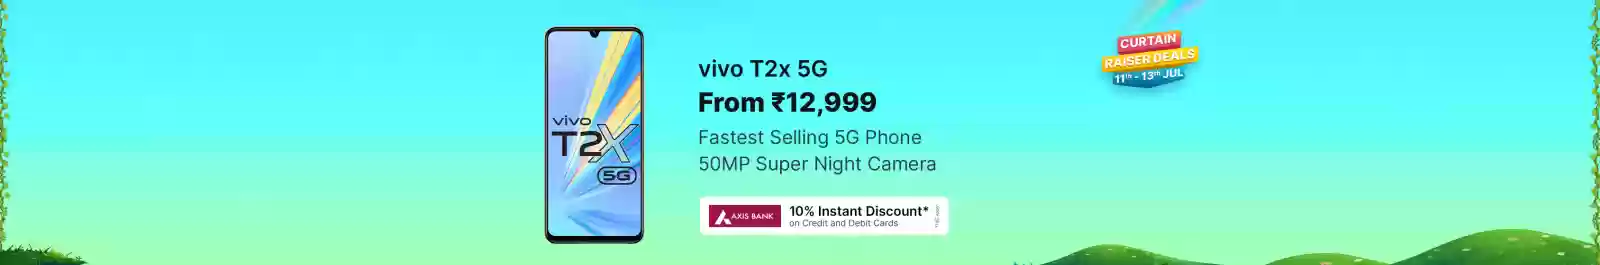 vivo T2x 5G
From ₹12,999
Fastest Selling 5G Phone
50MP Super Night Camera
AXIS BANK
10% Instant Discount*
on Credit and Debit Cards
vivo
T2X
5G
CURTAIN
RAISER DEALS
11th - 13th JUL